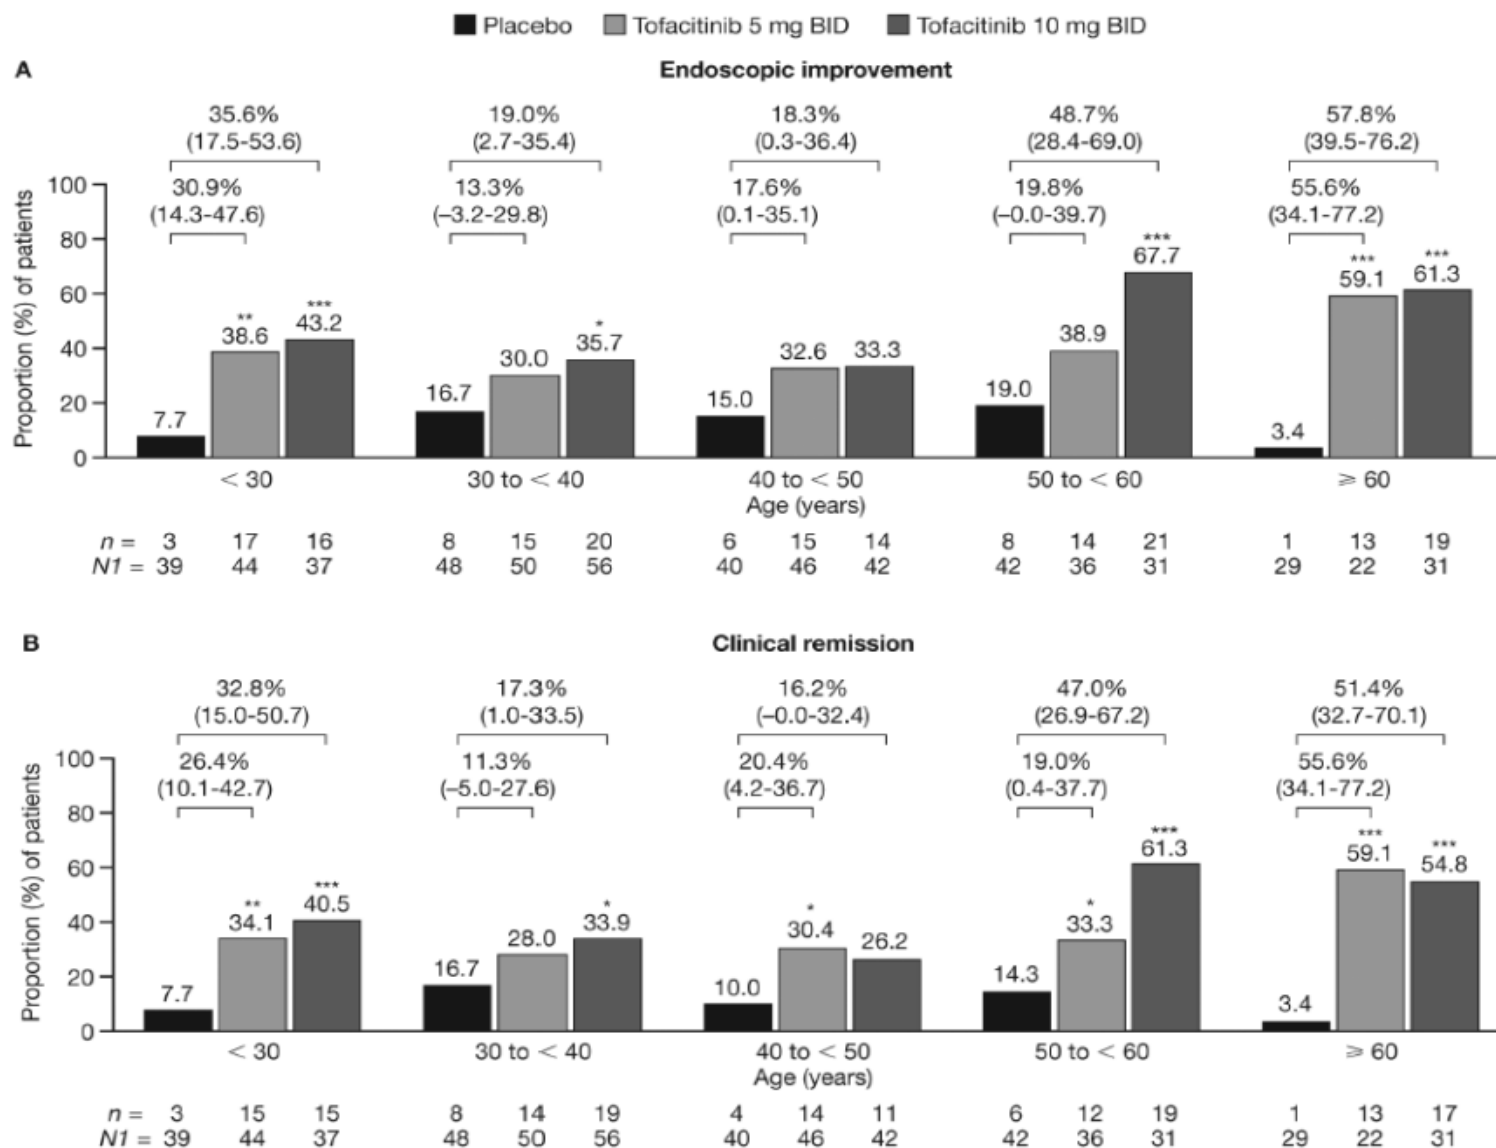 Placebo Tofacitinib 5 mg BID Tofacitinib 10 mg BID
A Endoscopic improvement
35.6% 19.0% 18.3% 48.7% 57.8%
(17.5-53.6) (2.7-35.4) (0.3-36.4) (28.4-69.0) (39.5-76.2)
30.9% 13.3% 17.6% 19.8% 55.6%
(14.3-47.6) (–3.2-29.8) (0.1-35.1) (–0.0-39.7) (34.1-77.2)
Proportion (%) of patients
100
80
60
40
20
0
7.7 ** 38.6 *** 43.2
16.7 30.0 * 35.7
15.0 32.6 33.3
19.0 38.9 *** 67.7
3.4 *** 59.1 *** 61.3
< 30 30 to < 40 40 to < 50 50 to < 60 ⩾ 60
Age (years)
n = 3 17 16 8 15 20 6 15 14 8 14 21 1 13 19
N1 = 39 44 37 48 50 56 40 46 42 42 36 31 29 22 31
B Clinical remission
32.8% 17.3% 16.2% 47.0% 51.4%
(15.0-50.7) (1.0-33.5) (–0.0-32.4) (26.9-67.2) (32.7-70.1)
26.4% 11.3% 20.4% 19.0% 55.6%
(10.1-42.7) (–5.0-27.6) (4.2-36.7) (0.4-37.7) (34.1-77.2)
Proportion (%) of patients
100
80
60
40
20
0
7.7 ** 34.1 *** 40.5
16.7 28.0 * 33.9
10.0 * 30.4 26.2
14.3 * 33.3 *** 61.3
3.4 *** 59.1 *** 54.8
< 30 30 to < 40 40 to < 50 50 to < 60 ⩾ 60
Age (years)
n = 3 15 15 8 14 19 4 14 11 6 12 19 1 13 17
N1 = 39 44 37 48 50 56 40 46 42 42 36 31 29 22 31